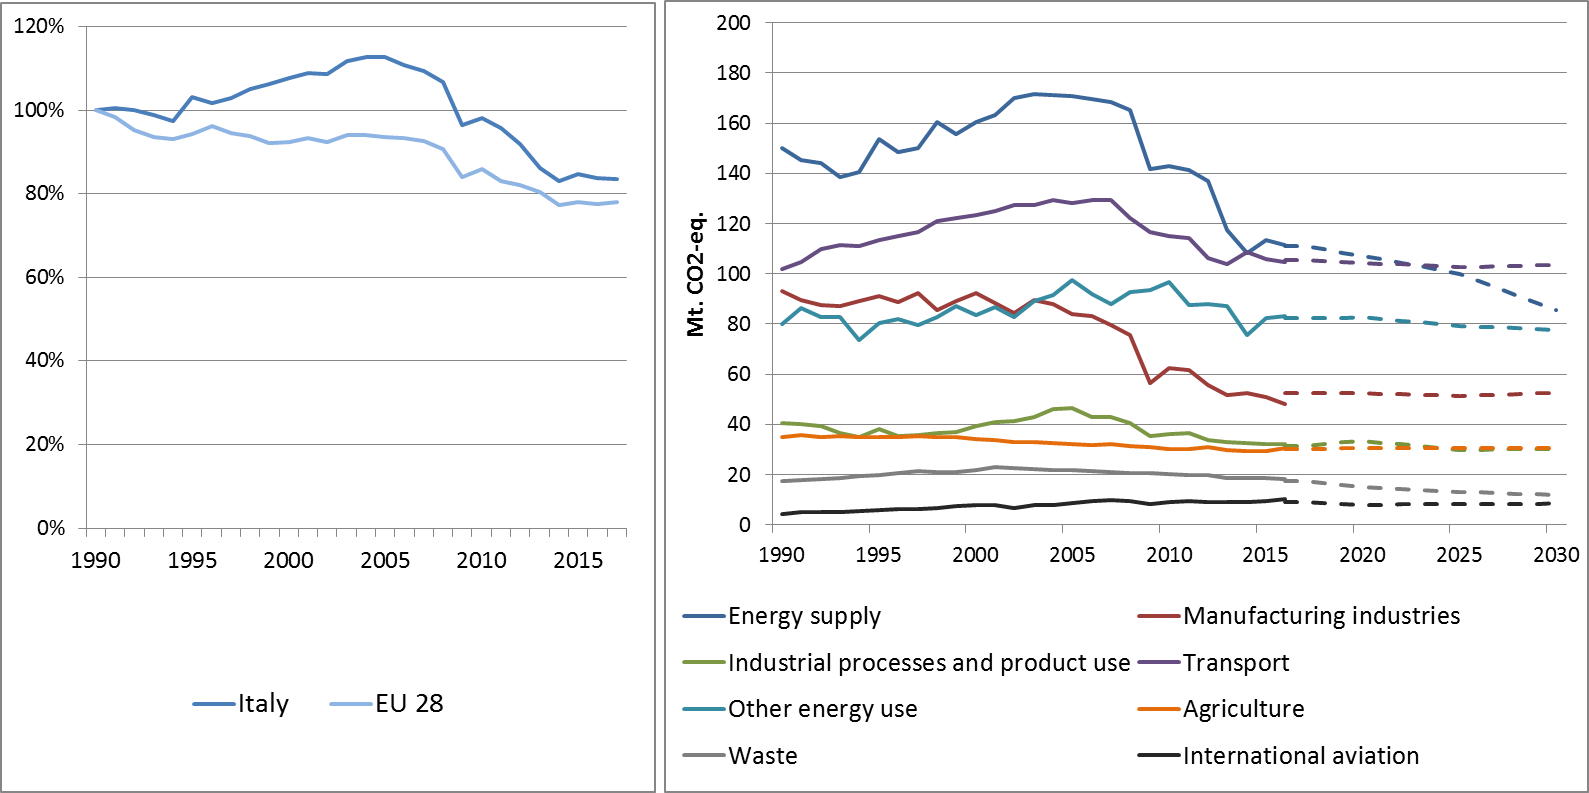 120%
100%
80%
60%
40%
20%
0%
1990 1995 2000 2005 2010 2015
Italy EU 28
Mt. CO2-eq.
200
180
160
140
120
100
80
60
40
20
0
1990 1995 2000 2005 2010 2015 2020 2025 2030
Energy supply Manufacturing industries
Industrial processes and product use Transport
Other energy use Agriculture
Waste International aviation